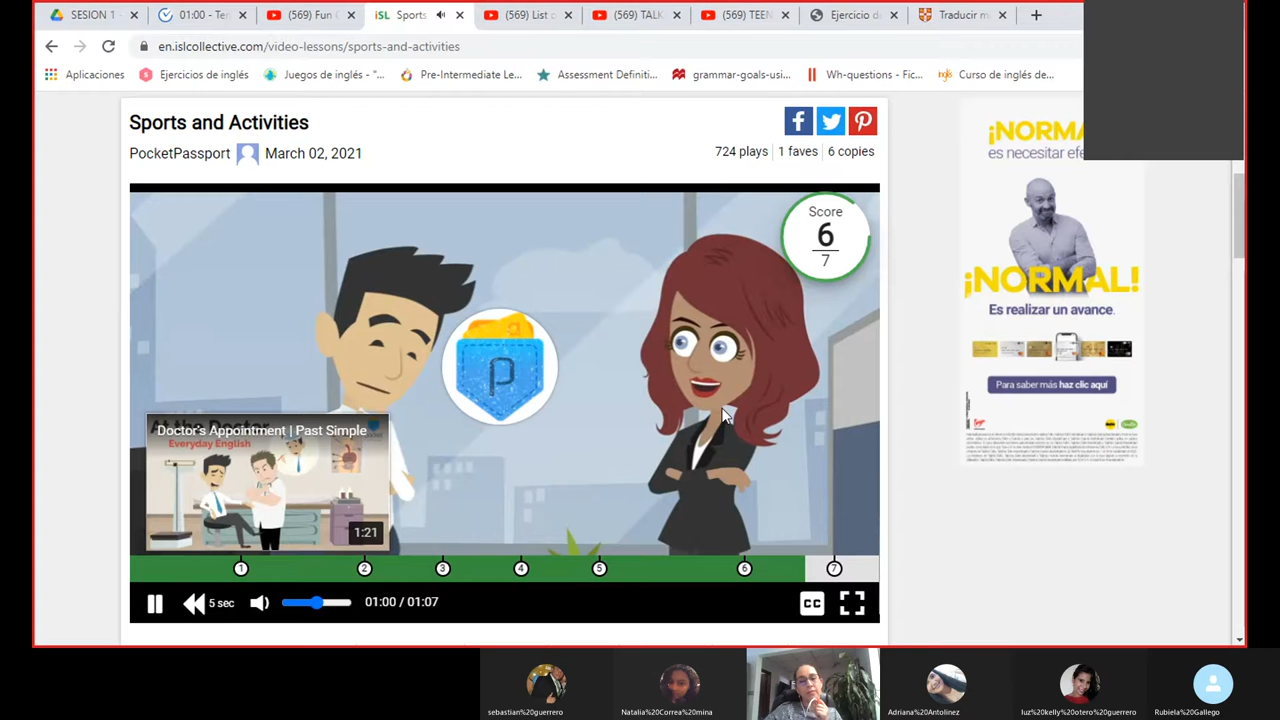 SESION 1 -
01:00 - Ter
(569) Fun (
iSL Sports
(569) List o
(569) TALK
(569) TEEN
Ejercicio de
Traducir m
en.islcollective.com/video-lessons/sports-and-activities
Aplicaciones
Ejercicios de inglés
Juegos de inglés - "...
Pre-Intermediate Le...
Assessment Definiti...
grammar-goals-usi...
Wh-questions - Fic...
Curso de inglés de...
Sports and Activities
PocketPassport March 02, 2021
724 plays 1 faves 6 copies
Score
6
7
P
Doctor's Appointment | Past Simple
Everyday English
1:21
1 2 3 4 5 6 7
5 sec 01:00 / 01:07 CC
¡NORMA
es necesitar efe
¡NORMAL!
Es realizar un avance.
Para saber más haz clic aquí
sebastian%20guerrero
Natalia%20Correa%20mina
Adriana%20Antolinez
luz%20kelly%20otero%20guerrero
Rubiela%20Gallego